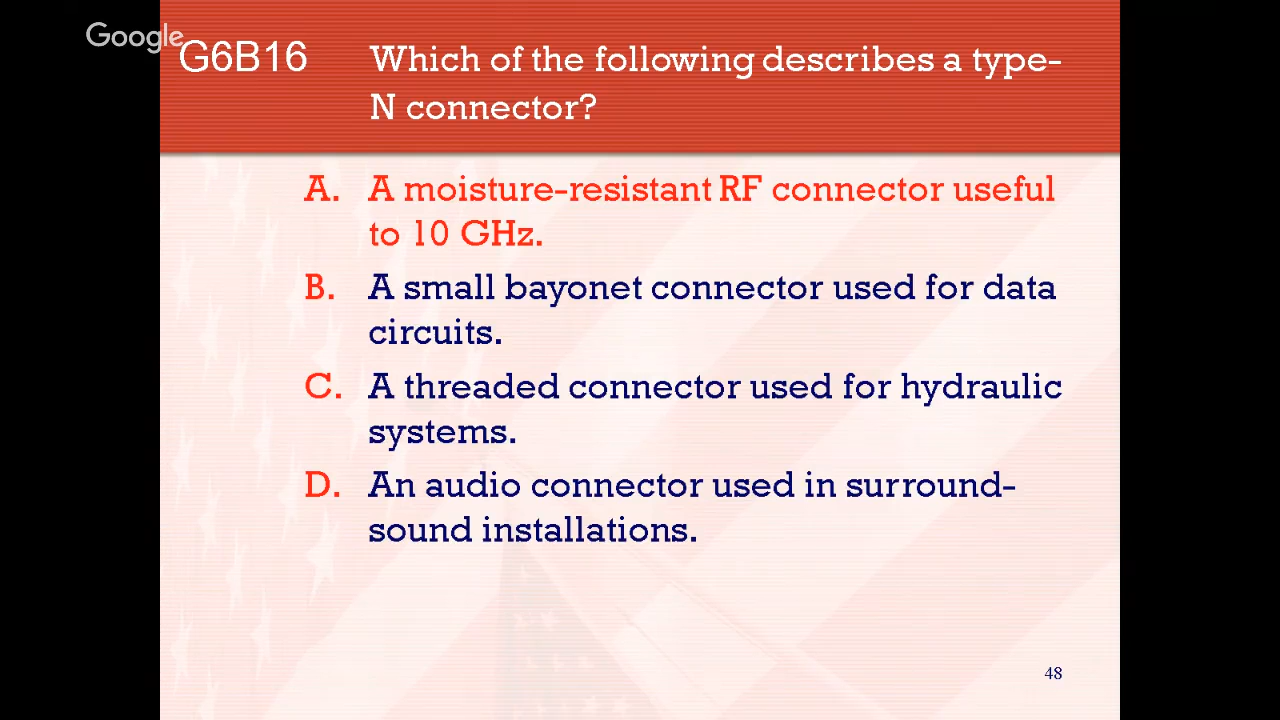 Google
G6B16 Which of the following describes a type-
N connector?
A. A moisture-resistant RF connector useful
to 10 GHz.
B. A small bayonet connector used for data
circuits.
C. A threaded connector used for hydraulic
systems.
D. An audio connector used in surround-
sound installations.
48